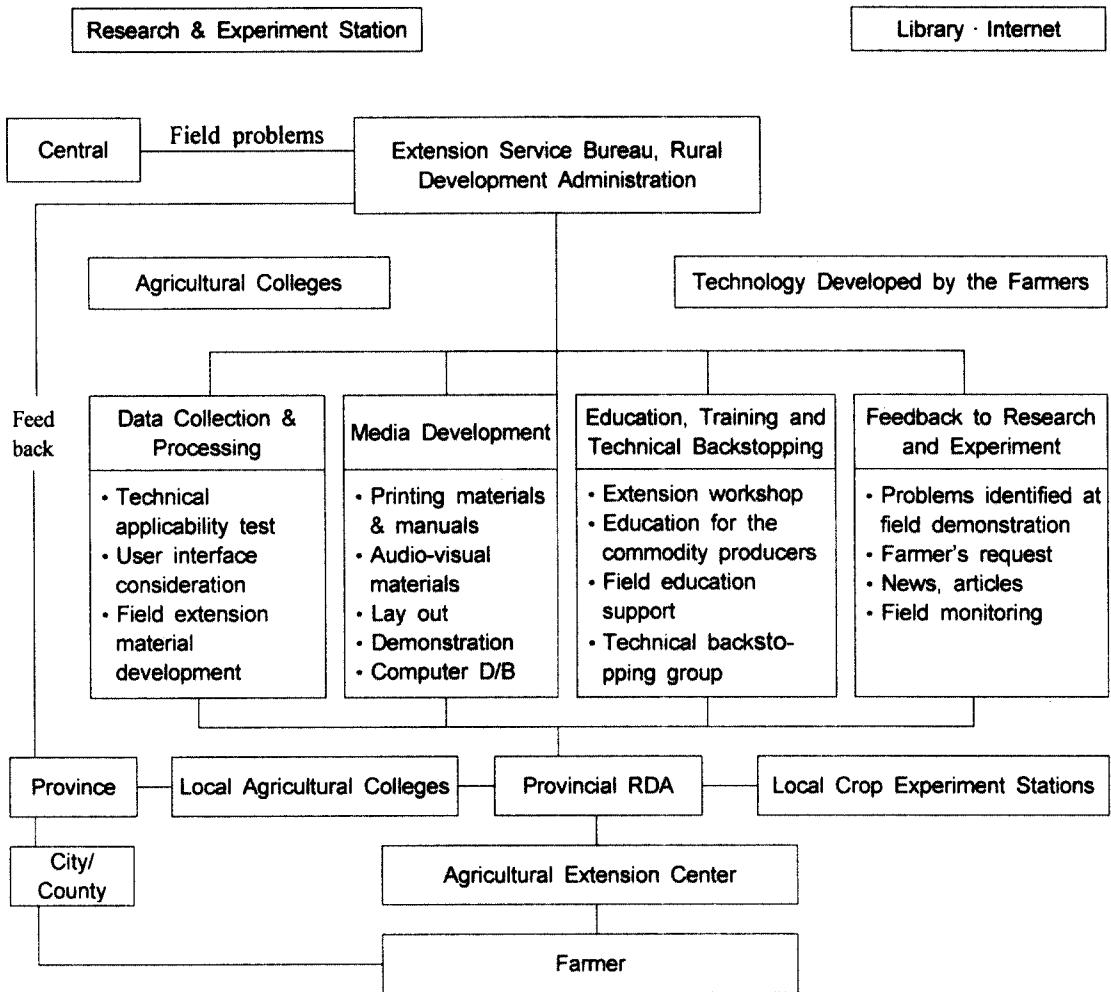 Research & Experiment Station
Library · Internet
Central
Field problems
Extension Service Bureau, Rural
Development Administration
Agricultural Colleges
Technology Developed by the Farmers
Feed
back
Data Collection &
Processing
• Technical
applicability test
• User interface
consideration
• Field extension
material
development
Media Development
• Printing materials
& manuals
• Audio-visual
materials
• Lay out
• Demonstration
• Computer D/B
Education, Training and
Technical Backstopping
• Extension workshop
• Education for the
commodity producers
• Field education
support
• Technical backsto-
pping group
Feedback to Research
and Experiment
• Problems identified at
field demonstration
• Farmer's request
• News, articles
• Field monitoring
Province
Local Agricultural Colleges
Provincial RDA
Local Crop Experiment Stations
City/
County
Agricultural Extension Center
Farmer